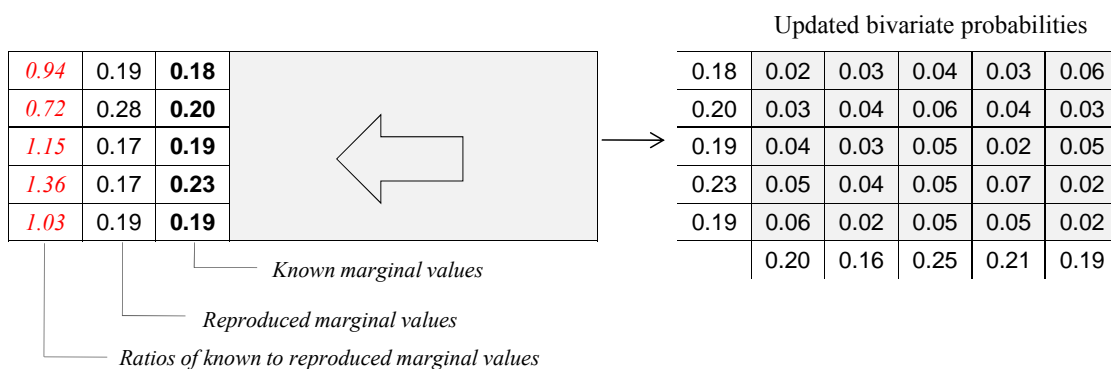 Updated bivariate probabilities
0.94 0.19 0.18
0.72 0.28 0.20
1.15 0.17 0.19
1.36 0.17 0.23
1.03 0.19 0.19
Known marginal values
Reproduced marginal values
Ratios of known to reproduced marginal values
0.18 0.02 0.03 0.04 0.03 0.06
0.20 0.03 0.04 0.06 0.04 0.03
0.19 0.04 0.03 0.05 0.02 0.05
0.23 0.05 0.04 0.05 0.07 0.02
0.19 0.06 0.02 0.05 0.05 0.02
0.20 0.16 0.25 0.21 0.19